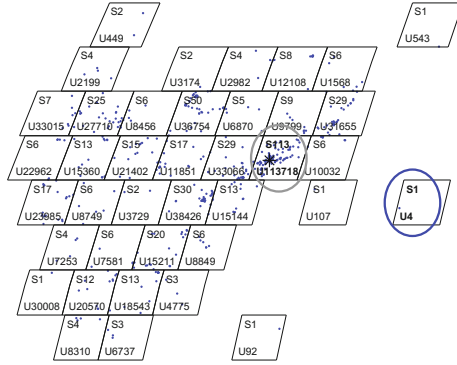 S2
S1
U449
U543
S4
S2
S4
S8
S6
U2199
U3174
U2982
U12108
U1568
S7
S25
S6
S50
S5
S9
S29
U33015
U27710
U8456
U36754
U6870
U9799
U31655
S6
S13
S15
S17
S29
S113
S6
U22962
U15360
U21402
U11851
U33066
U113718
U10032
S17
S6
S2
S30
S13
S1
S1
U23985
U8749
U3729
U38426
U15144
U107
U4
S4
S6
S20
S6
U7253
U7581
U15211
U8849
S1
S12
S13
S3
U30008
U20570
U18543
U4775
S4
S3
S1
U8310
U6737
U92